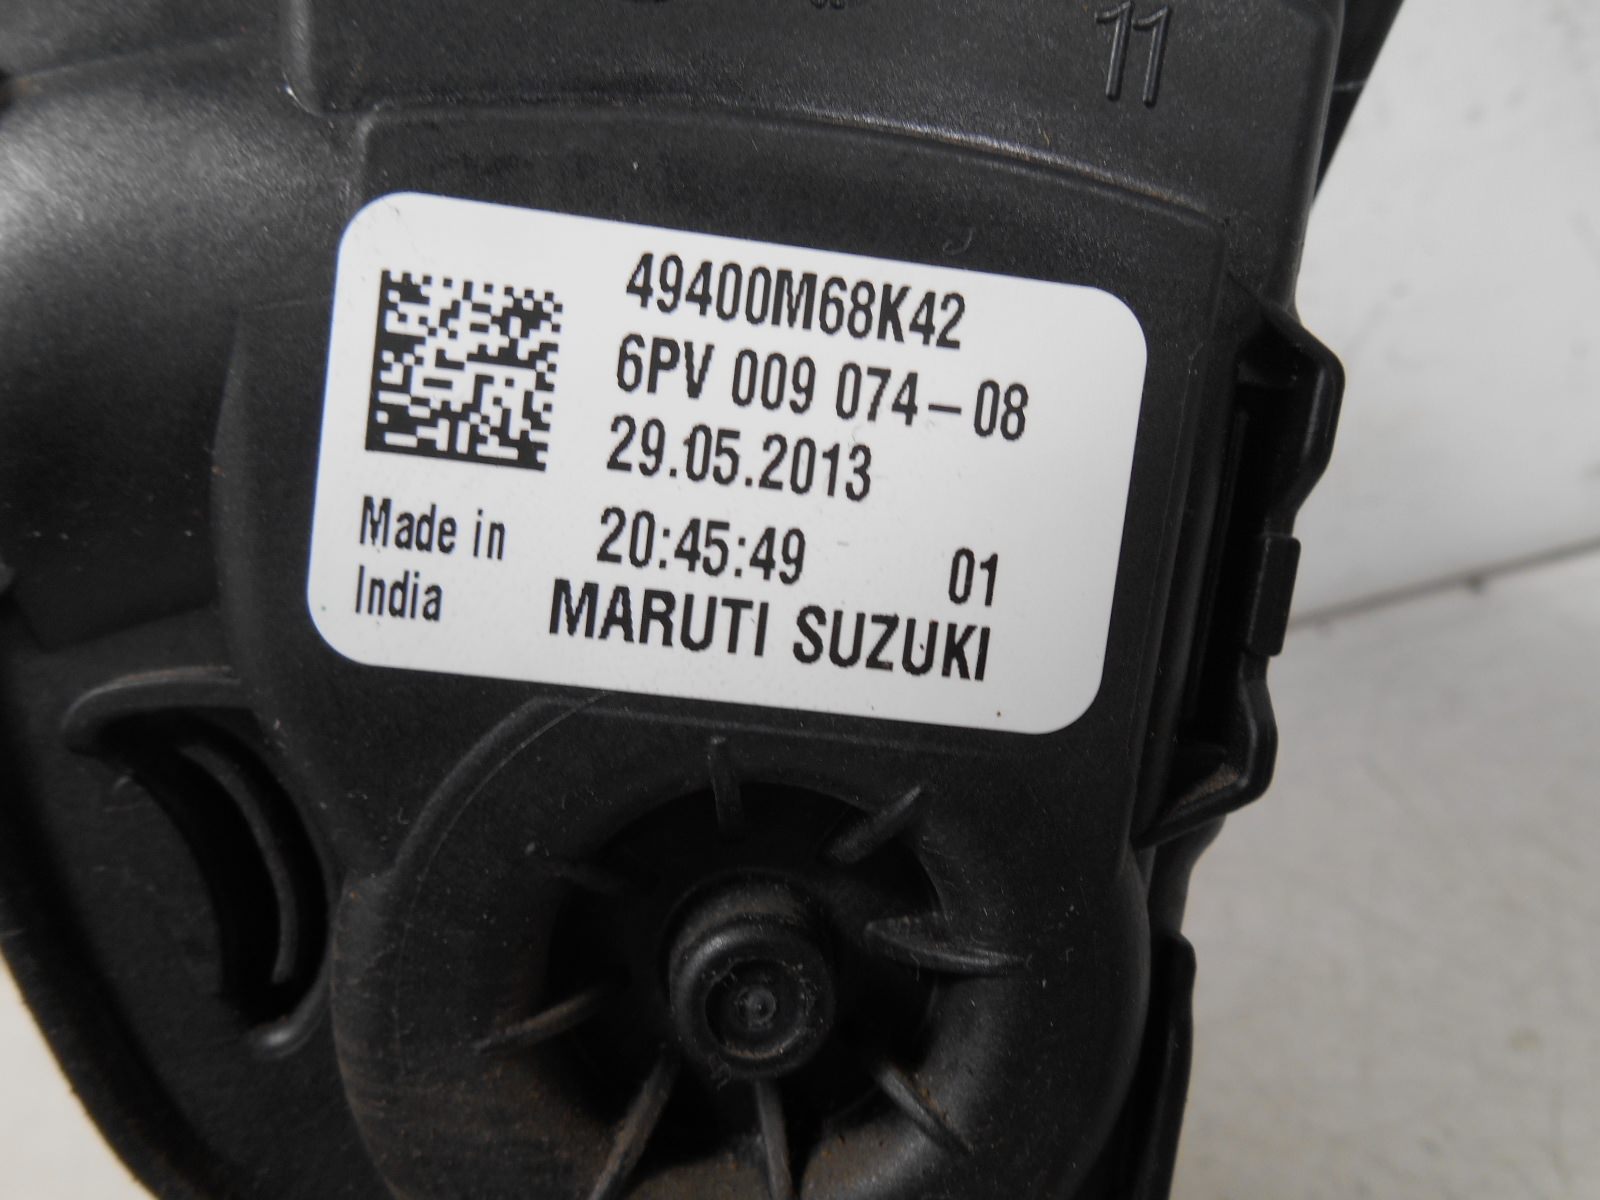 11
49400M68K42
6PV 009 074-08
29.05.2013
20:45:49 01
Made in
India
MARUTI SUZUKI